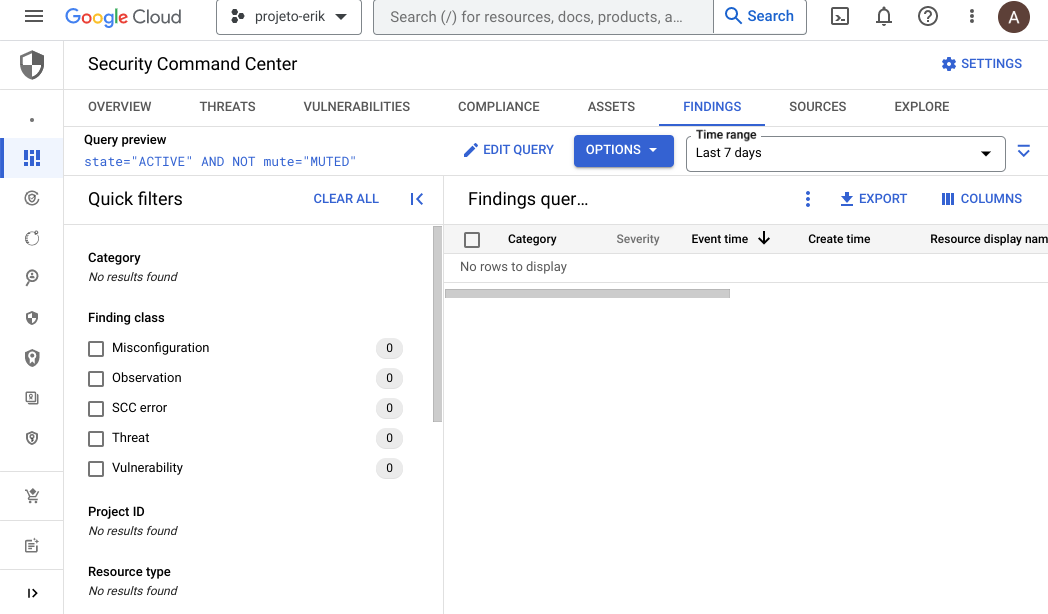 Google Cloud
projeto-erik
Search (/) for resources, docs, products, a...
Search
A
Security Command Center
SETTINGS
OVERVIEW
THREATS
VULNERABILITIES
COMPLIANCE
ASSETS
FINDINGS
SOURCES
EXPLORE
Query preview
state="ACTIVE" AND NOT mute="MUTED"
EDIT QUERY
OPTIONS
Time range
Last 7 days
Quick filters
CLEAR ALL
Category
No results found
Finding class
Misconfiguration 0
Observation 0
SCC error 0
Threat 0
Vulnerability 0
Project ID
No results found
Resource type
No results found
Findings quer...
EXPORT
COLUMNS
Category Severity Event time Create time Resource display nam
No rows to display